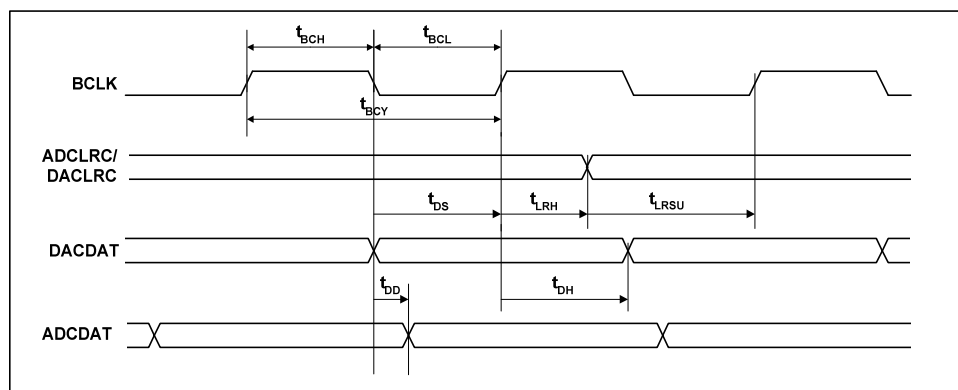 tBCH tBCL
BCLK
tBCY
ADCLRC/
DACLRC
tDS tLRH tLRSU
DACDAT
tDD tDH
ADCDAT